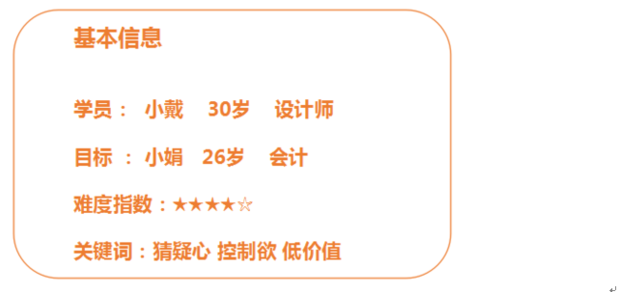 基本信息
学员： 小戴 30岁 设计师
目标 ： 小娟 26岁 会计
难度指数：★★★★☆
关键词：猜疑心 控制欲 低价值